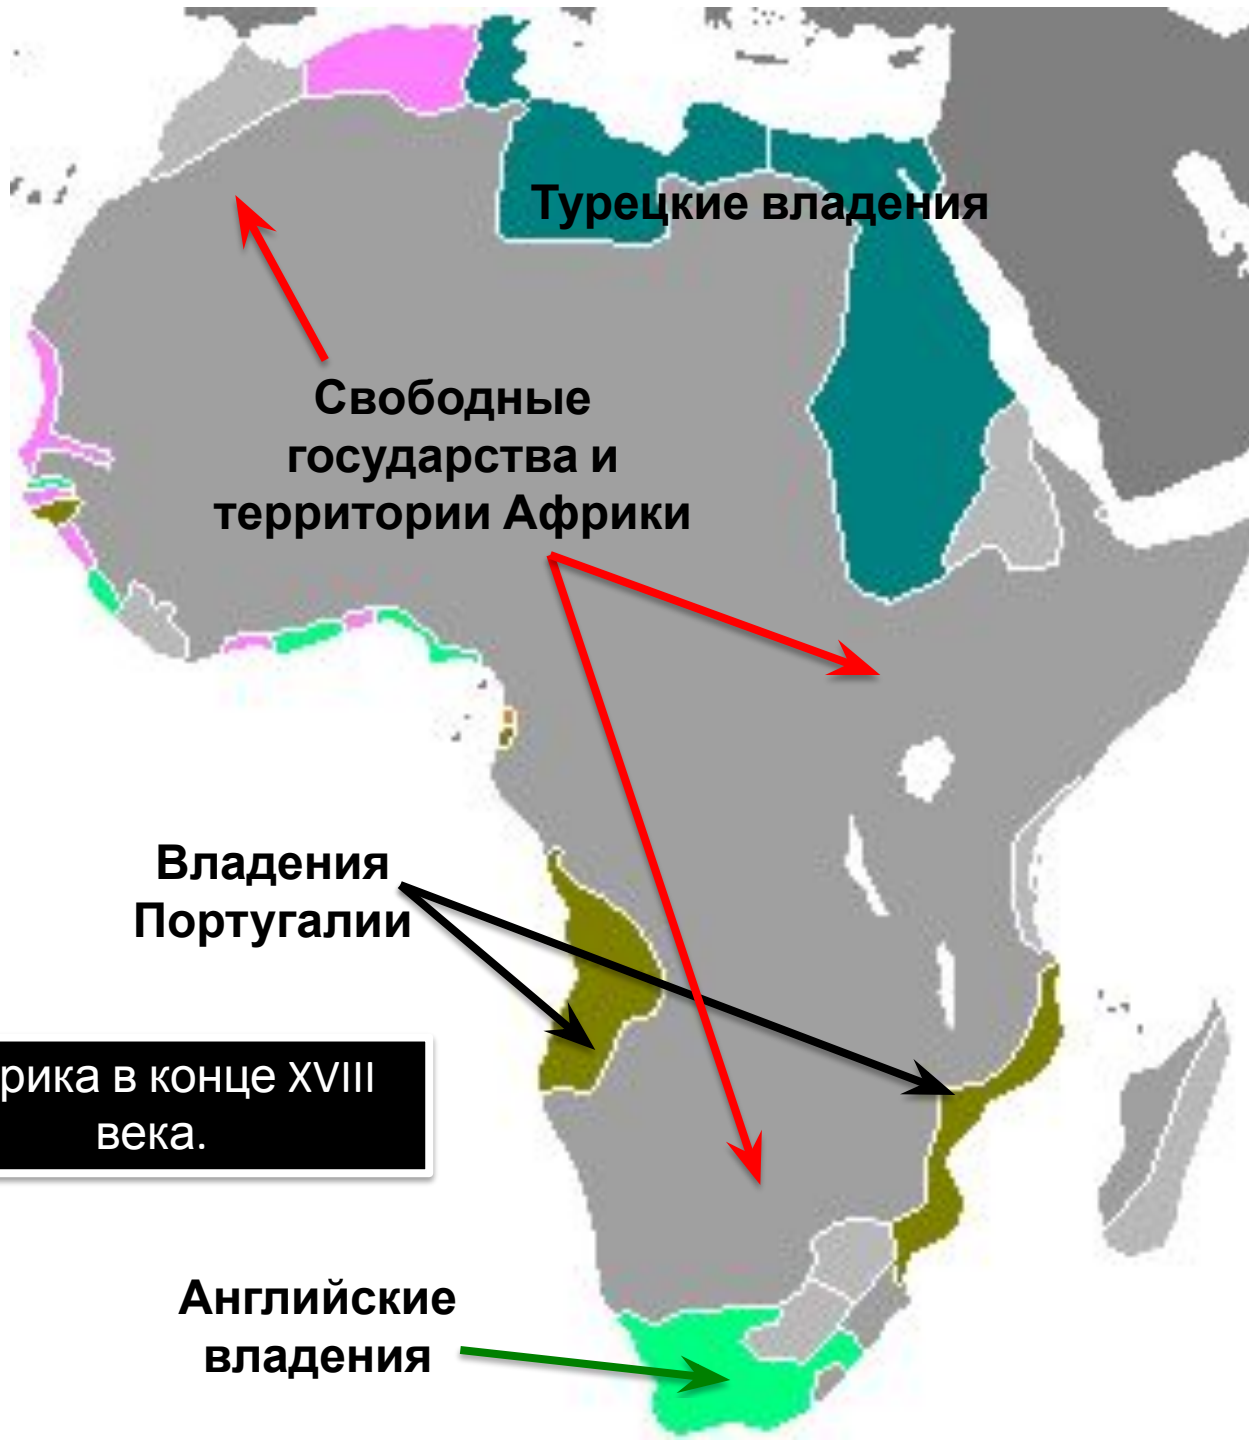 Турецкие владения
Свободные
государства и
территории Африки
Владения
Португалии
рика в конце XVIII
века.
Английские
владения